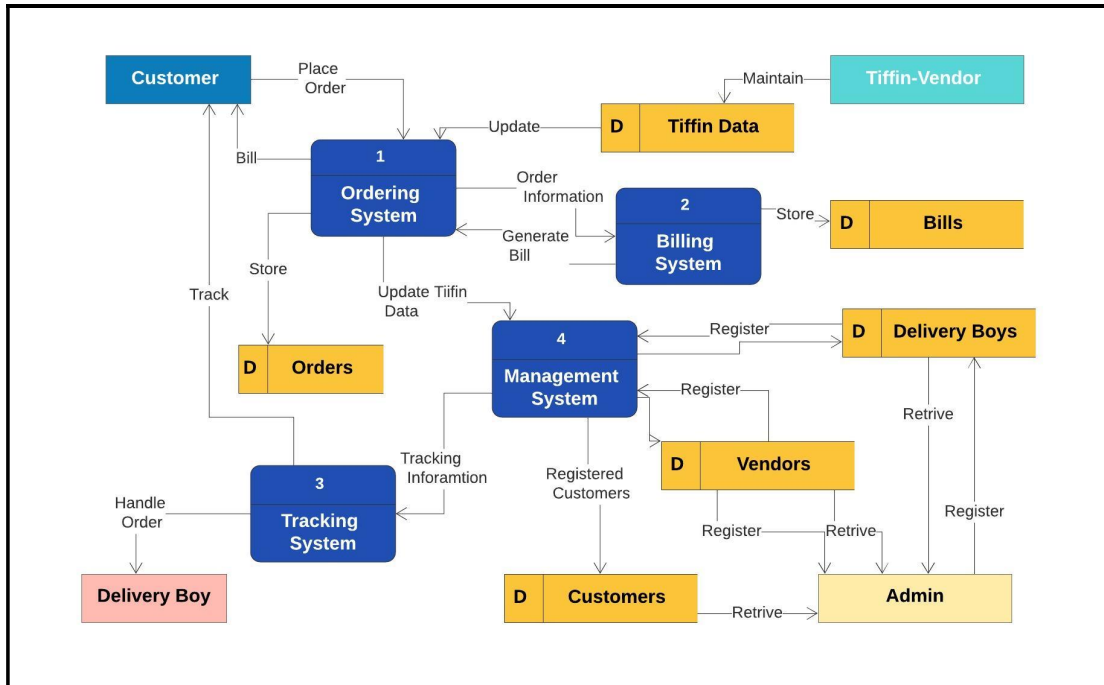 Customer
Place
Order
Maintain
Tiffin-Vendor
D
Tiffin Data
Update
Bill
1
Ordering
System
Order
Information
2
Billing
System
Store
D
Bills
Generate
Bill
Store
Track
Update Tiifin
Data
D
Orders
4
Management
System
Register
D
Delivery Boys
Register
Retrive
D
Vendors
Tracking
Inforamtion
Registered
Customers
3
Tracking
System
Handle
Order
Register
Retrive
Register
Delivery Boy
D
Customers
Retrive
Admin